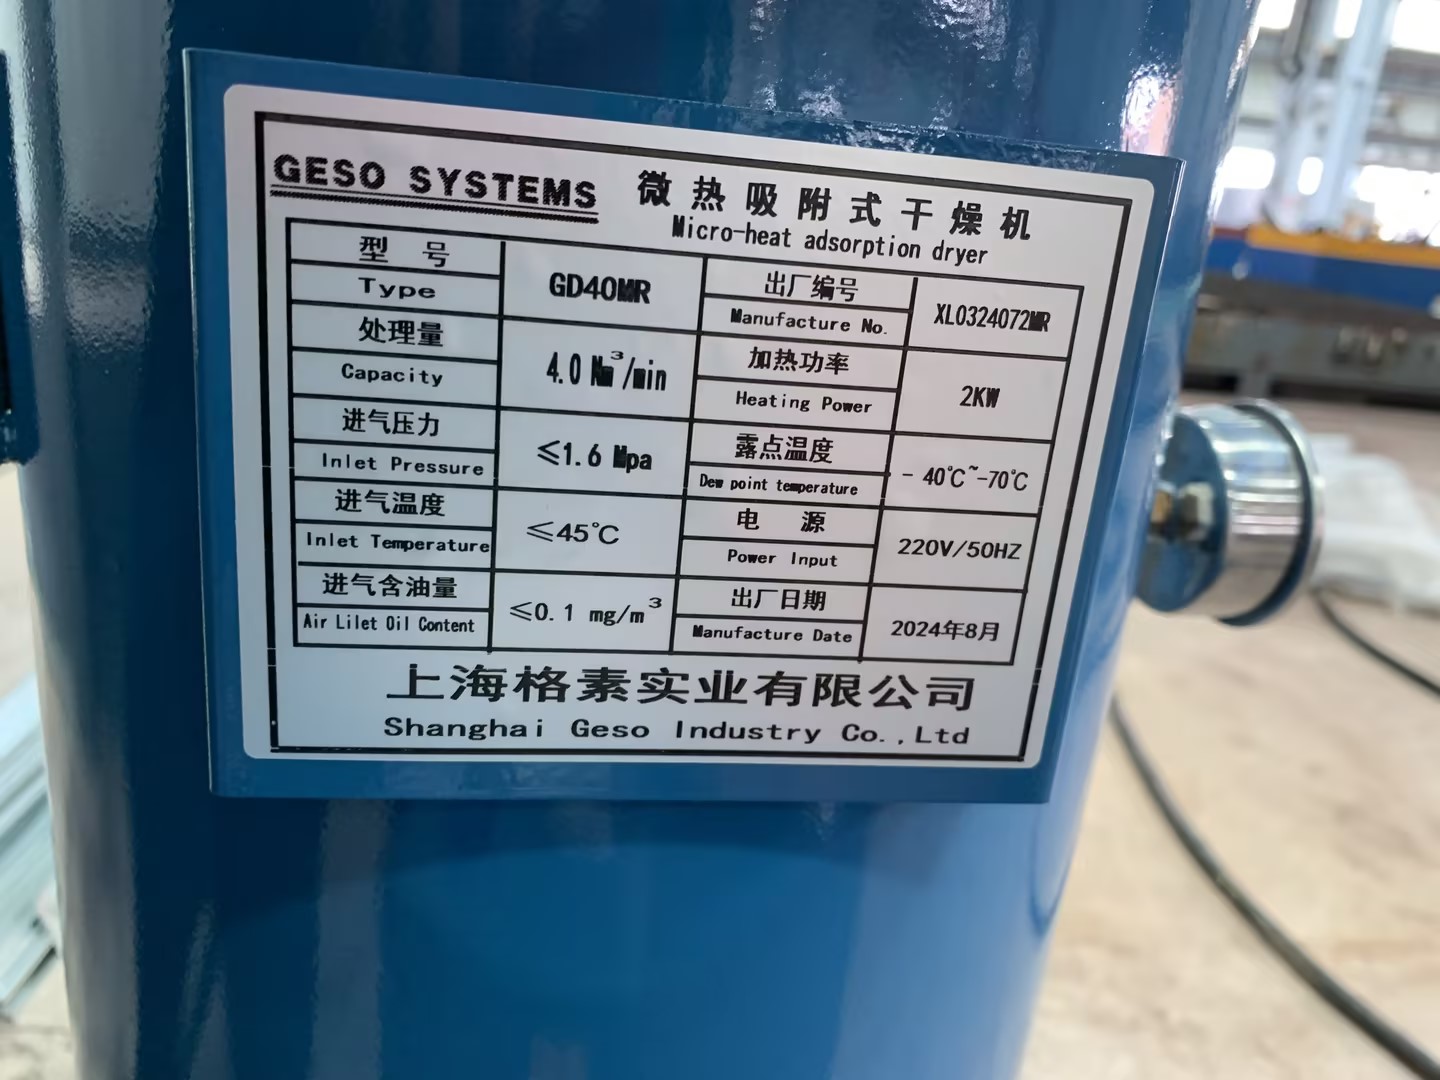 GESO SYSTEMS 微热吸附式干燥机
Micro-heat adsorption dryer
型 号
Type
GD40MR
出厂编号
Manufacture No.
XL0324072MR
处理量
Capacity
4.0 Nm³/min
加热功率
Heating Power
2KW
进气压力
Inlet Pressure
≤1.6 Mpa
露点温度
Dew point temperature
- 40℃~-70℃
进气温度
Inlet Temperature
≤45℃
电 源
Power Input
220V/50HZ
进气含油量
Air Lilet Oil Content
≤0.1 mg/m³
出厂日期
Manufacture Date
2024年8月
上海格素实业有限公司
Shanghai Geso Industry Co.,Ltd